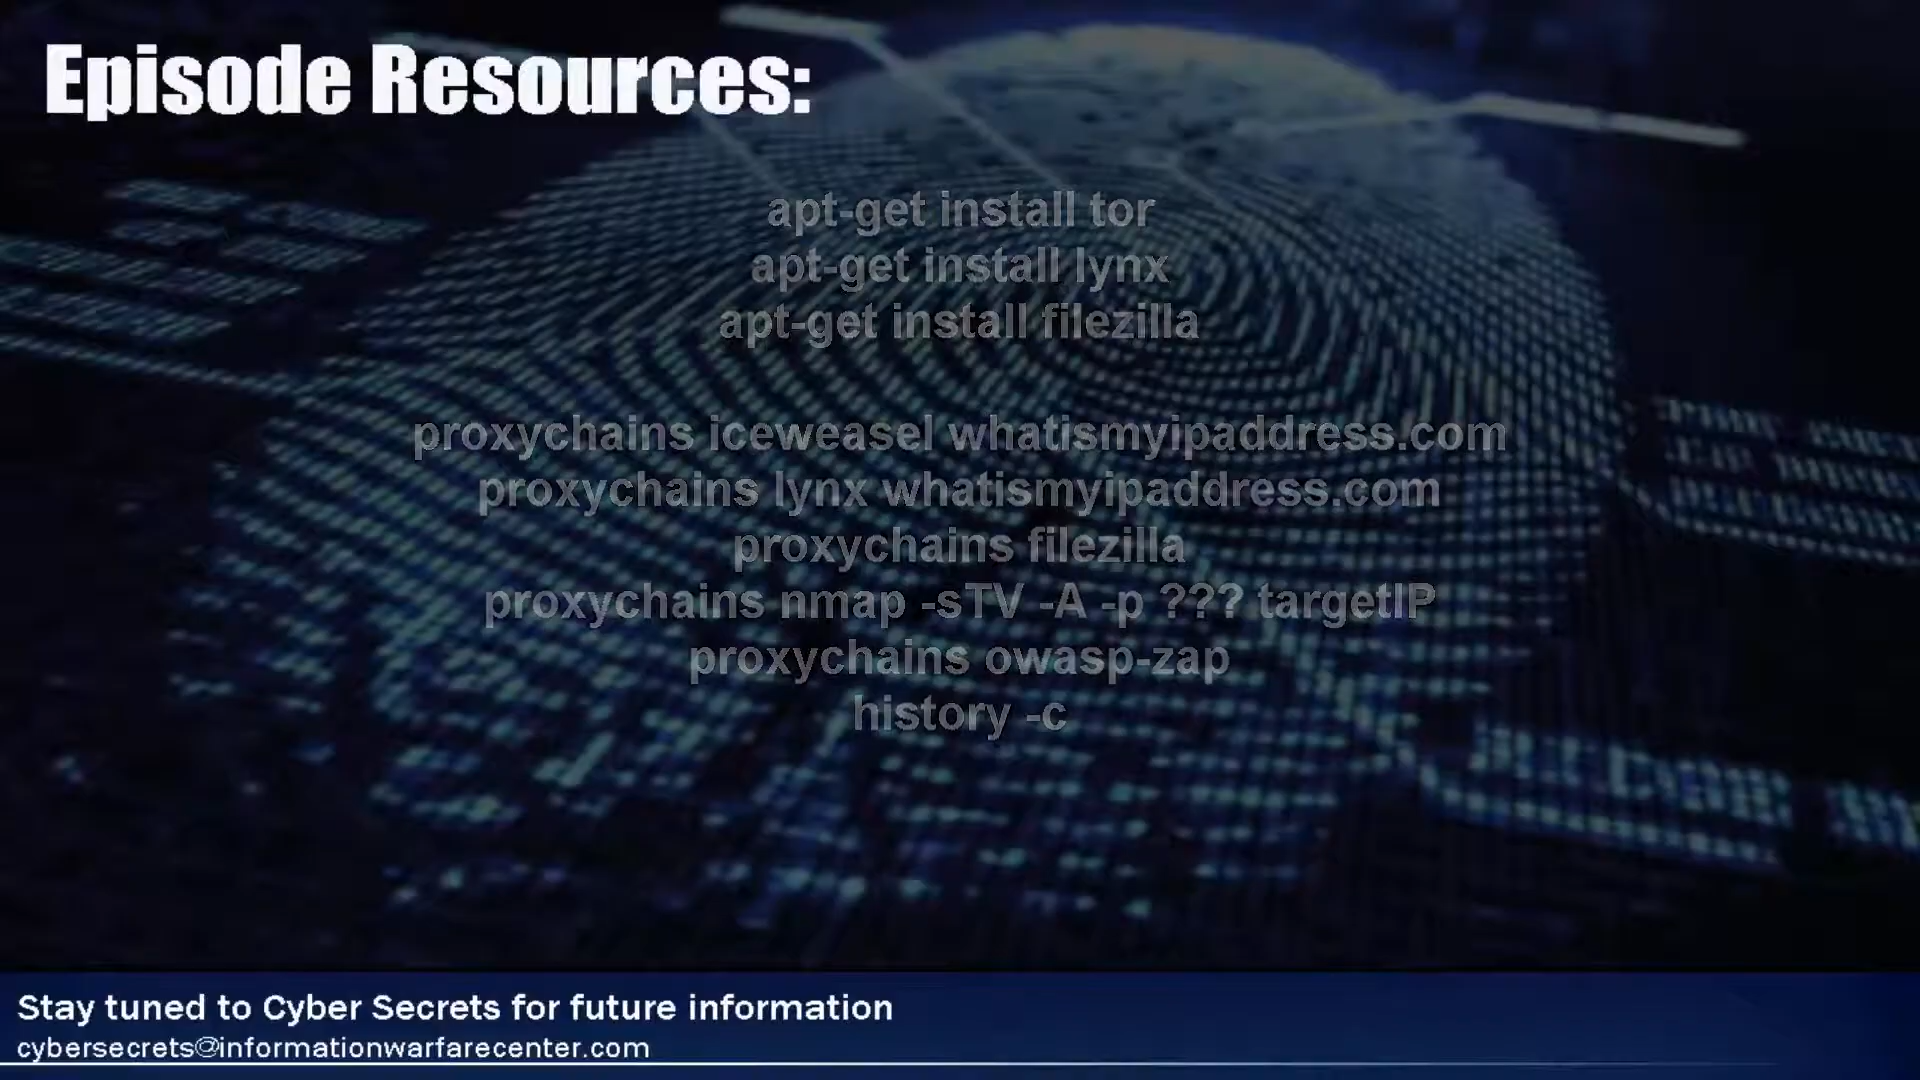 Episode Resources:
apt-get install tor
apt-get install lynx
apt-get install filezilla
proxychains iceweasel whatismyipaddress.com
proxychains lynx whatismyipaddress.com
proxychains filezilla
proxychains nmap -sTV -A -p ??? targetIP
proxychains owasp-zap
history -c
Stay tuned to Cyber Secrets for future information
cybersecrets@informationwarfarecenter.com